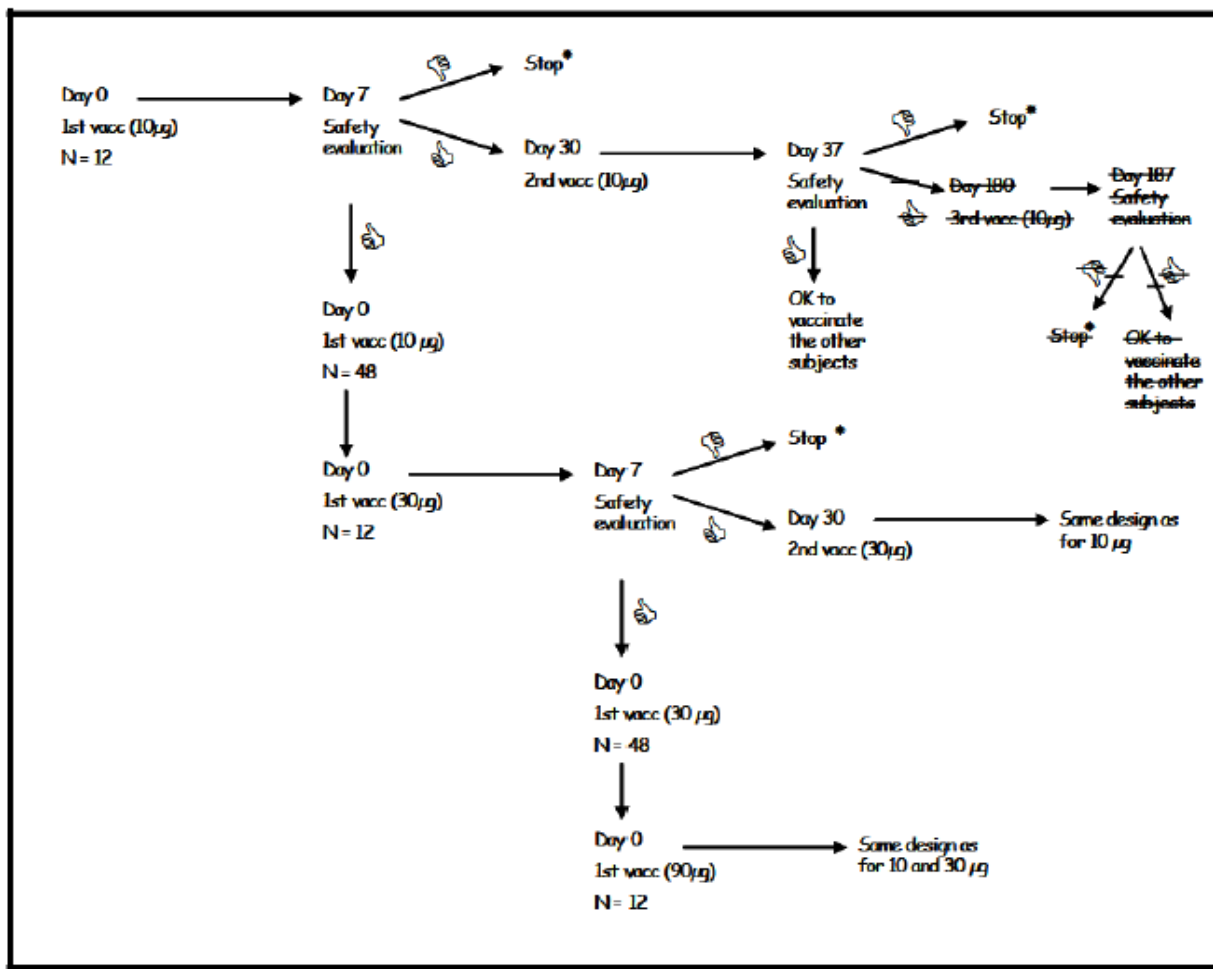 Day 0
1st vacc (10µg)
N = 12
Day 7
Safety
evaluation
Stop*
Day 30
2nd vacc (10µg)
Day 37
Safety
evaluation
Stop*
Day 180
3rd vacc (10µg)
Day 187
Safety
evaluation
Stop*
OK to
vaccinate
the other
subjects
OK to
vaccinate
the other
subjects
Day 0
1st vacc (10 µg)
N = 48
Day 0
1st vacc (30µg)
N = 12
Day 7
Safety
evaluation
Stop *
Day 30
2nd vacc (30µg)
Same design as
for 10 µg
Day 0
1st vacc (30 µg)
N = 48
Day 0
1st vacc (90µg)
N = 12
Same design as
for 10 and 30 µg